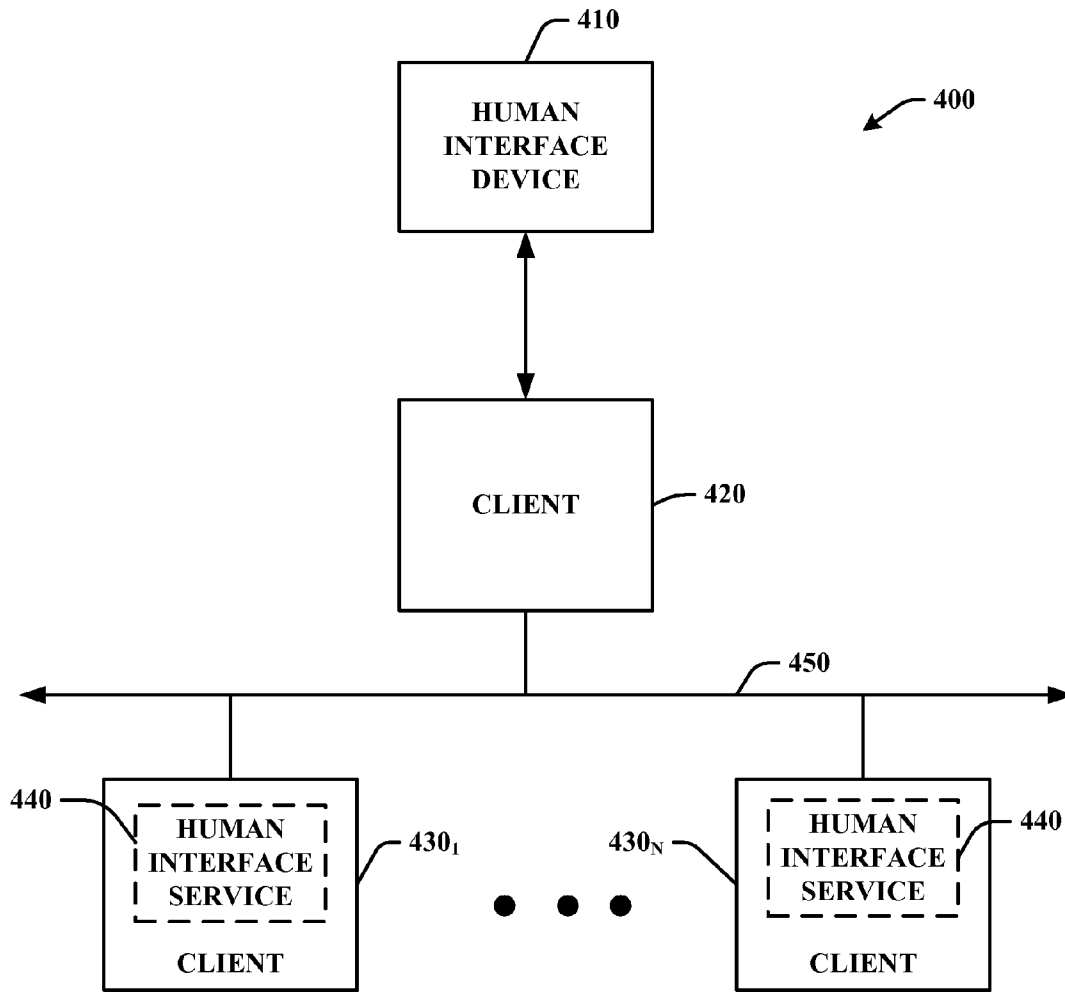 410
HUMAN
INTERFACE
DEVICE
400
CLIENT
420
450
440
HUMAN
INTERFACE
SERVICE
CLIENT
430₁
430ₙ
HUMAN
INTERFACE
SERVICE
CLIENT
440